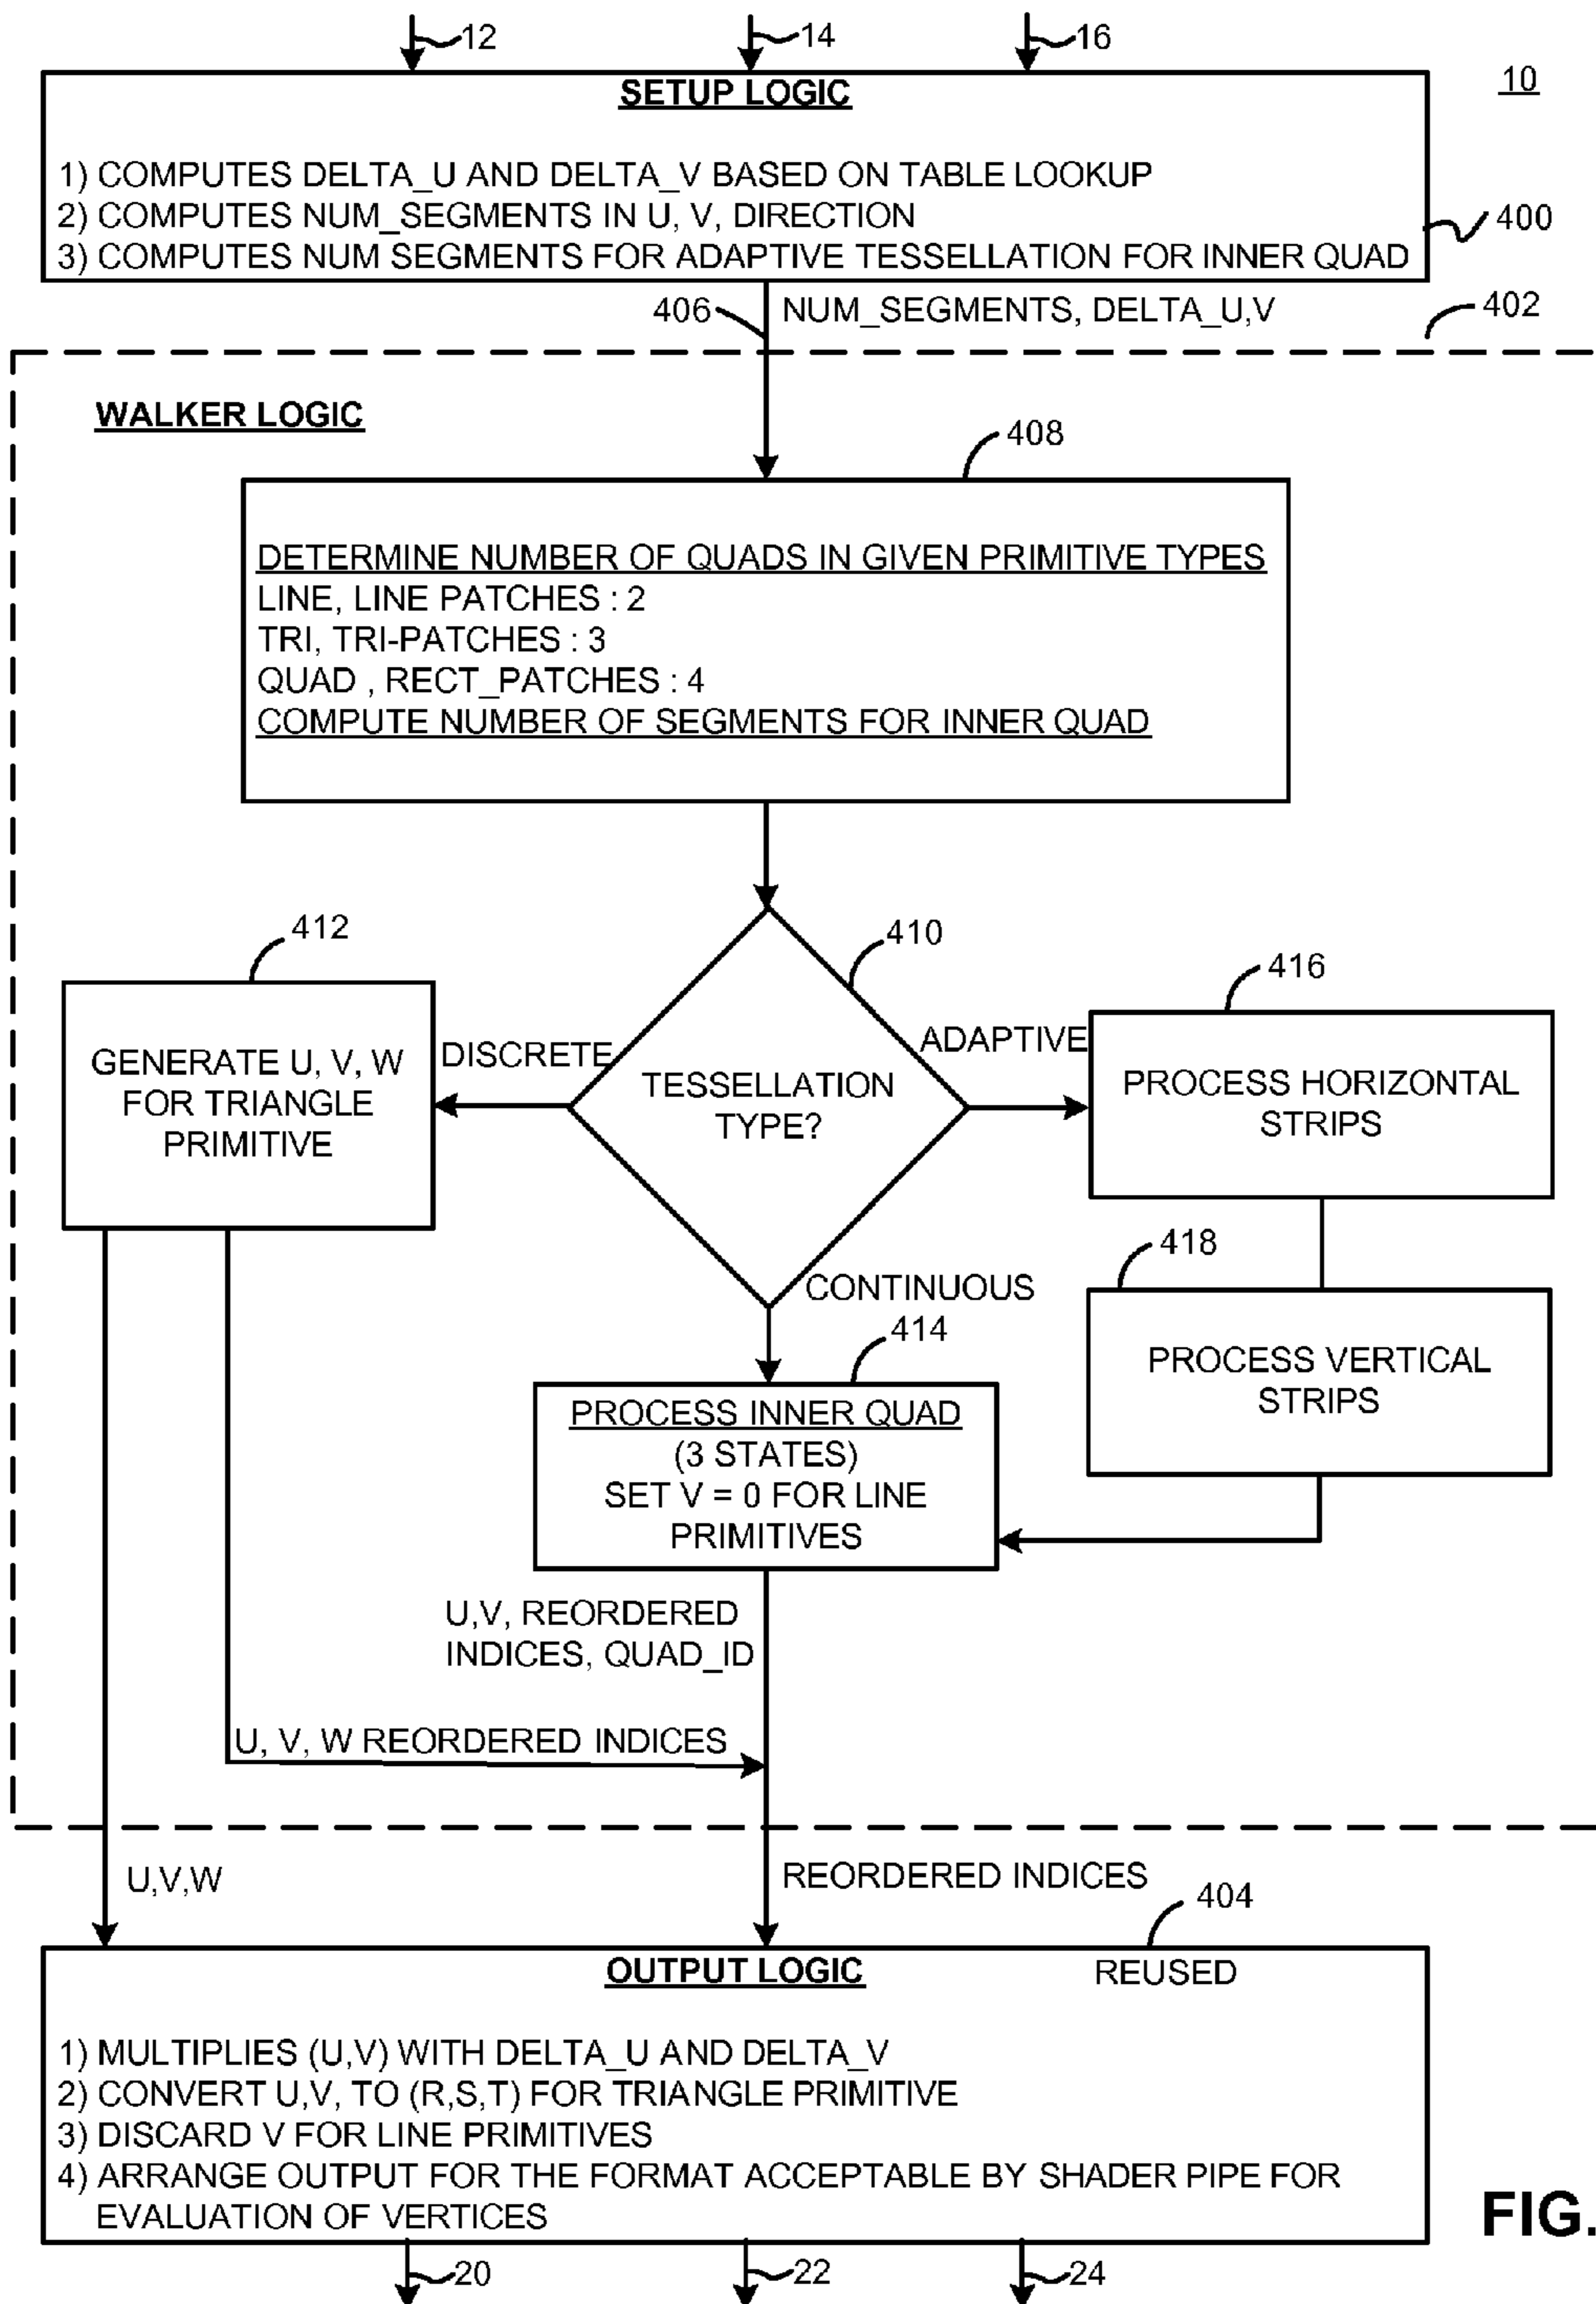 12
14
16
10
SETUP LOGIC
1) COMPUTES DELTA_U AND DELTA_V BASED ON TABLE LOOKUP
2) COMPUTES NUM_SEGMENTS IN U, V, DIRECTION
3) COMPUTES NUM SEGMENTS FOR ADAPTIVE TESSELLATION FOR INNER QUAD
400
406
NUM_SEGMENTS, DELTA_U,V
402
WALKER LOGIC
408
DETERMINE NUMBER OF QUADS IN GIVEN PRIMITIVE TYPES
LINE, LINE PATCHES : 2
TRI, TRI-PATCHES : 3
QUAD , RECT_PATCHES : 4
COMPUTE NUMBER OF SEGMENTS FOR INNER QUAD
412
410
416
GENERATE U, V, W
FOR TRIANGLE
PRIMITIVE
DISCRETE
TESSELLATION
TYPE?
ADAPTIVE
PROCESS HORIZONTAL
STRIPS
418
CONTINUOUS
414
PROCESS VERTICAL
STRIPS
PROCESS INNER QUAD
(3 STATES)
SET V = 0 FOR LINE
PRIMITIVES
U,V, REORDERED
INDICES, QUAD_ID
U, V, W REORDERED INDICES
U,V,W
REORDERED INDICES
404
OUTPUT LOGIC
REUSED
1) MULTIPLIES (U,V) WITH DELTA_U AND DELTA_V
2) CONVERT U,V, TO (R,S,T) FOR TRIANGLE PRIMITIVE
3) DISCARD V FOR LINE PRIMITIVES
4) ARRANGE OUTPUT FOR THE FORMAT ACCEPTABLE BY SHADER PIPE FOR
EVALUATION OF VERTICES
FIG.
20
22
24